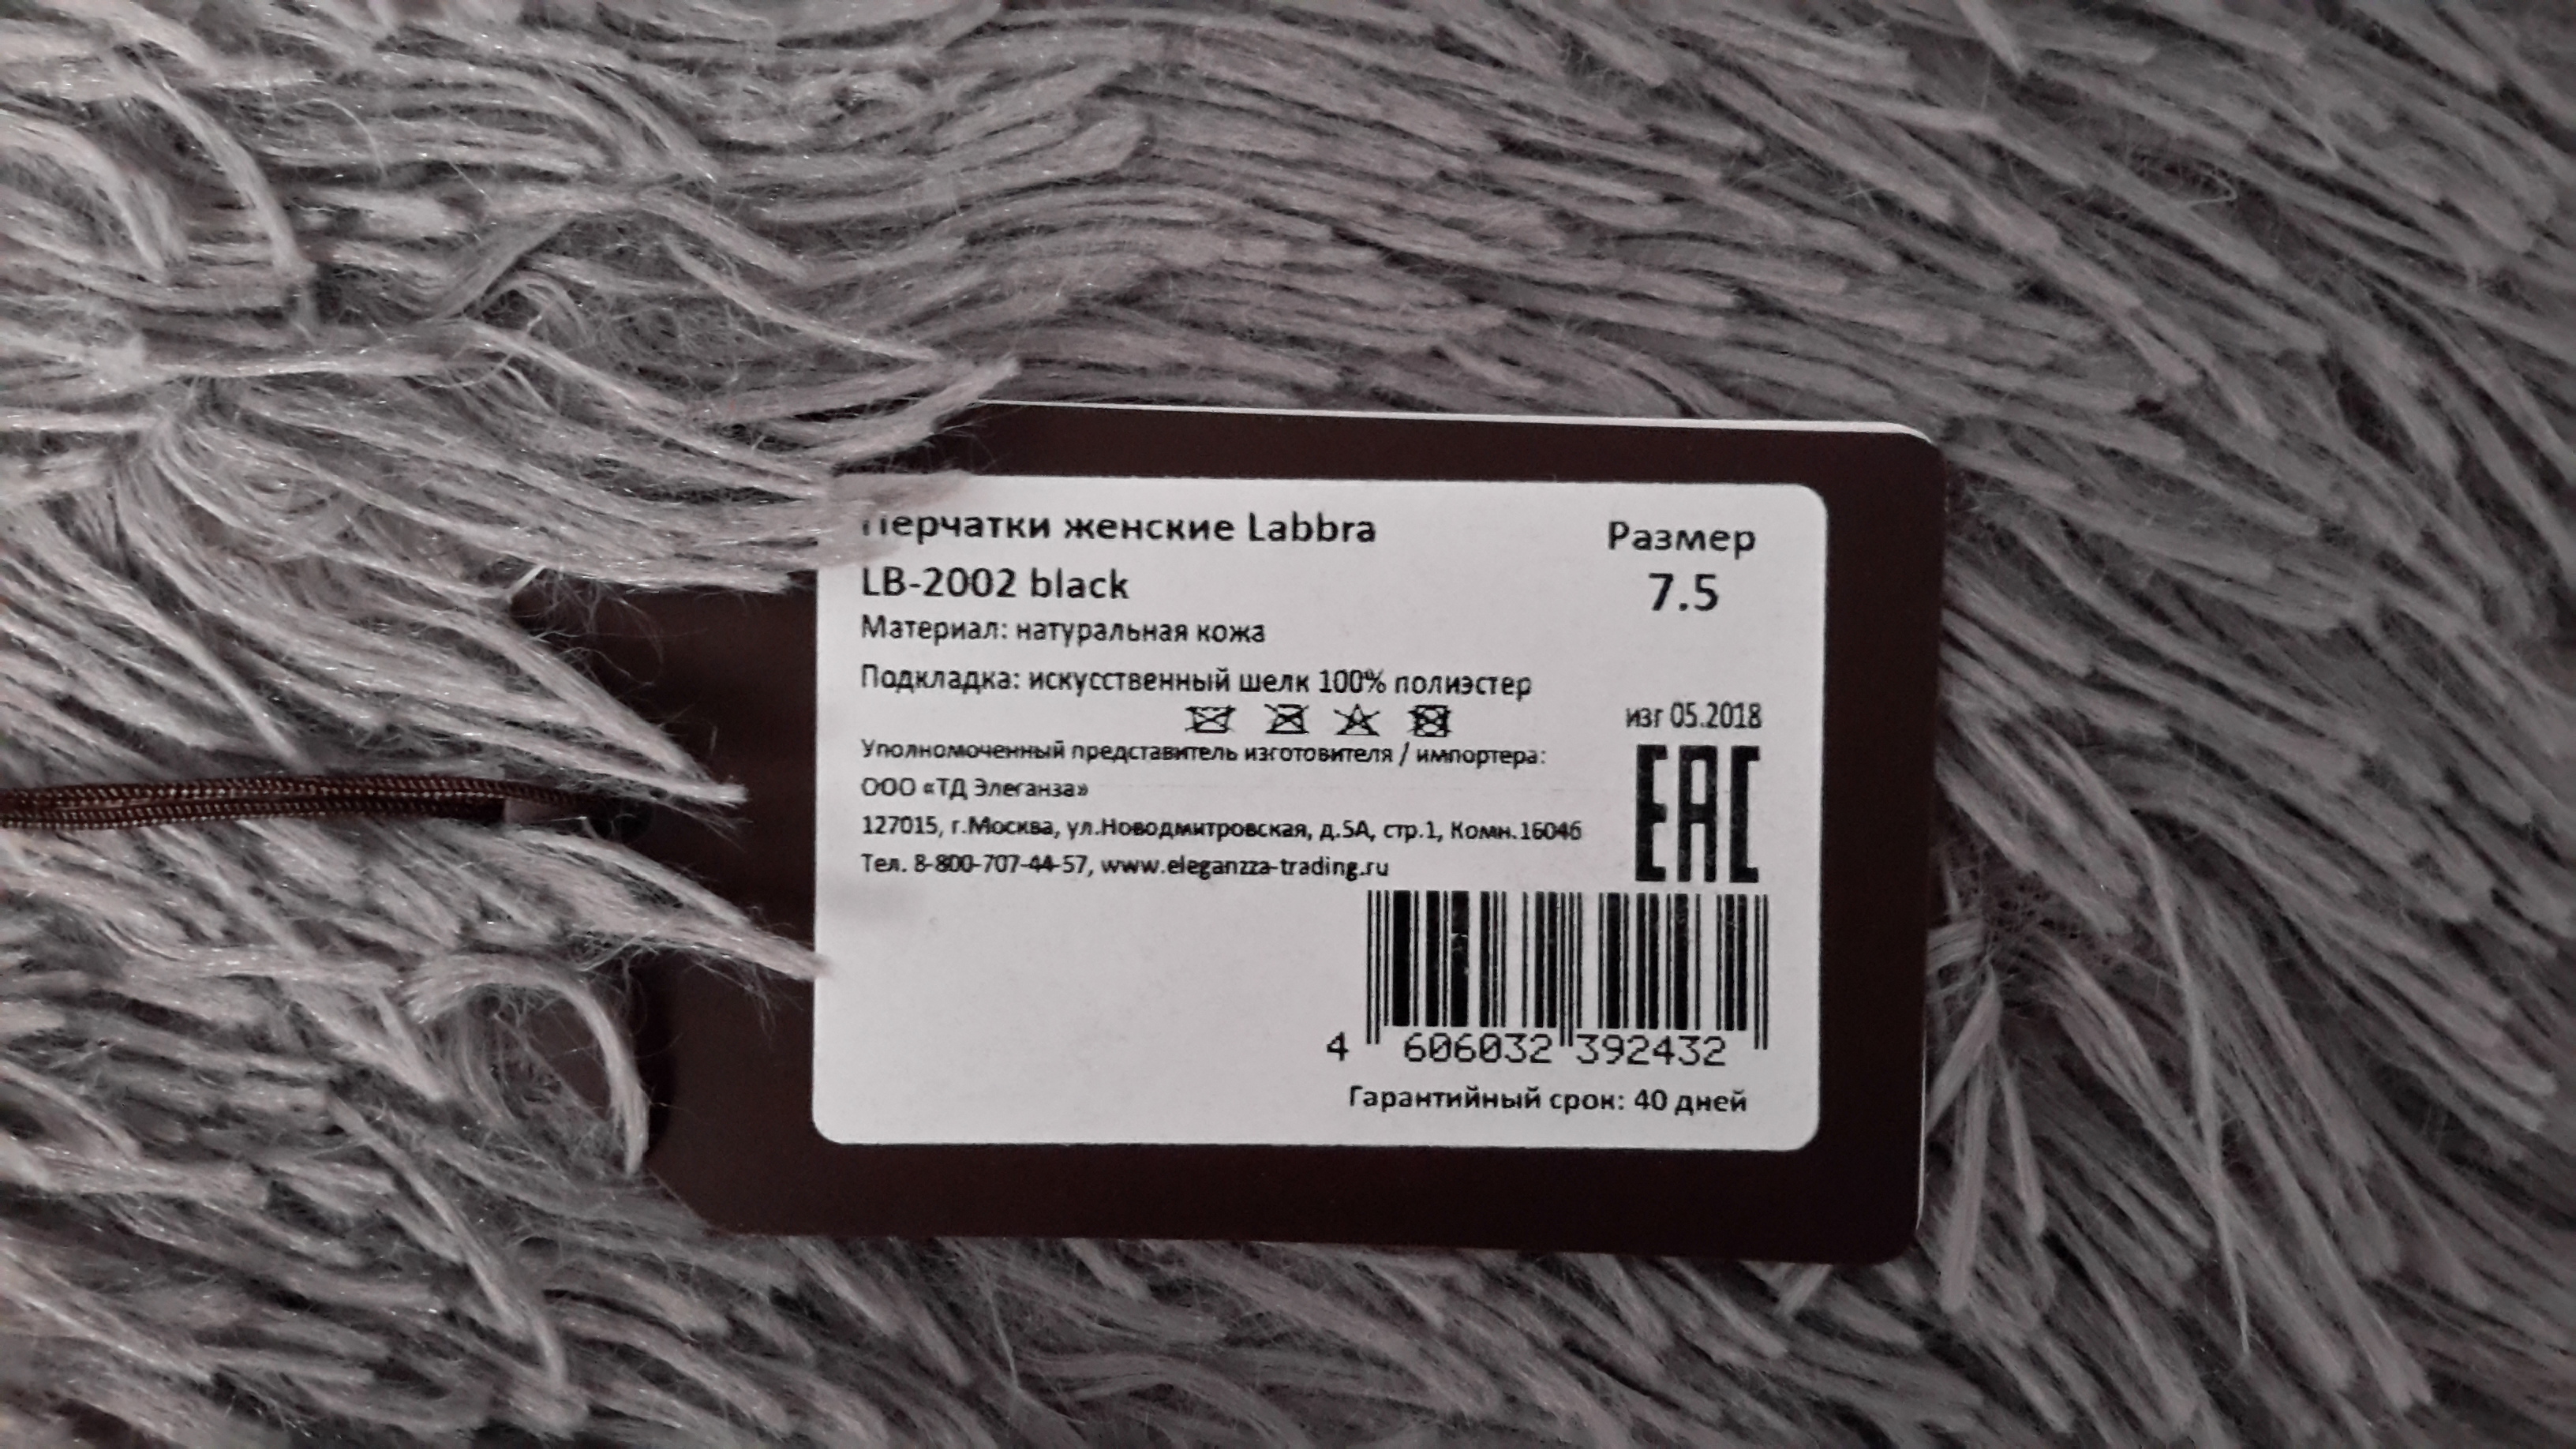 Перчатки женские Labbra
Размер
LB-2002 black
7.5
Материал: натуральная кожа
Подкладка: искусственный шелк 100% полиэстер
изг 05.2018
Уполномоченный представитель изготовителя / импортера:
ООО «ТД Элеганза»
127015, г.Москва, ул.Новодмитровская, д.5А, стр.1, Комн.1604б
Тел. 8-800-707-44-57, www.eleganzza-trading.ru
EAC
4 606032 392432
Гарантийный срок: 40 дней